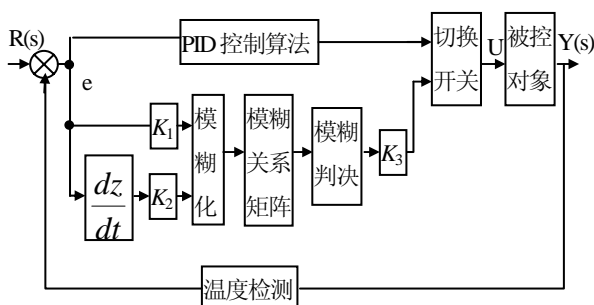 R(s)
e
PID 控制算法
切换
开关
U
被控
对象
Y(s)
K₁
dz
dt
K₂
模
糊
化
模糊
关系
矩阵
模糊
判决
K₃
温度检测